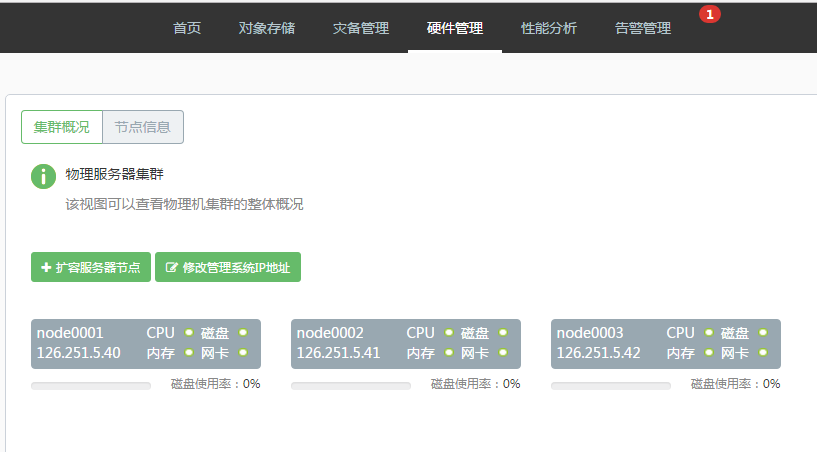 首页 对象存储 灾备管理 硬件管理 性能分析 告警管理 1
集群概况 节点信息
物理服务器集群
该视图可以查看物理机集群的整体概况
扩容服务器节点 修改管理系统IP地址
node0001 CPU 磁盘 node0002 CPU 磁盘 node0003 CPU 磁盘
126.251.5.40 内存 网卡 126.251.5.41 内存 网卡 126.251.5.42 内存 网卡
磁盘使用率：0% 磁盘使用率：0% 磁盘使用率：0%